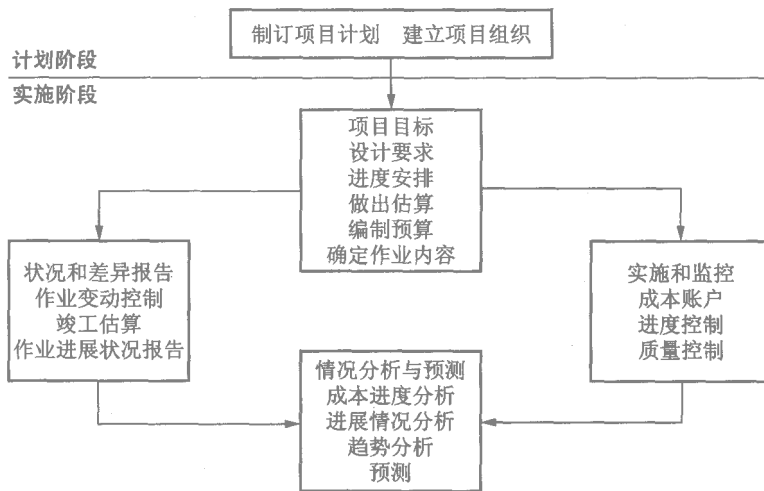 制订项目计划 建立项目组织
计划阶段
实施阶段
项目目标
设计要求
进度安排
做出估算
编制预算
确定作业内容
状况和差异报告
作业变动控制
竣工估算
作业进展状况报告
实施和监控
成本账户
进度控制
质量控制
情况分析与预测
成本进度分析
进展情况分析
趋势分析
预测